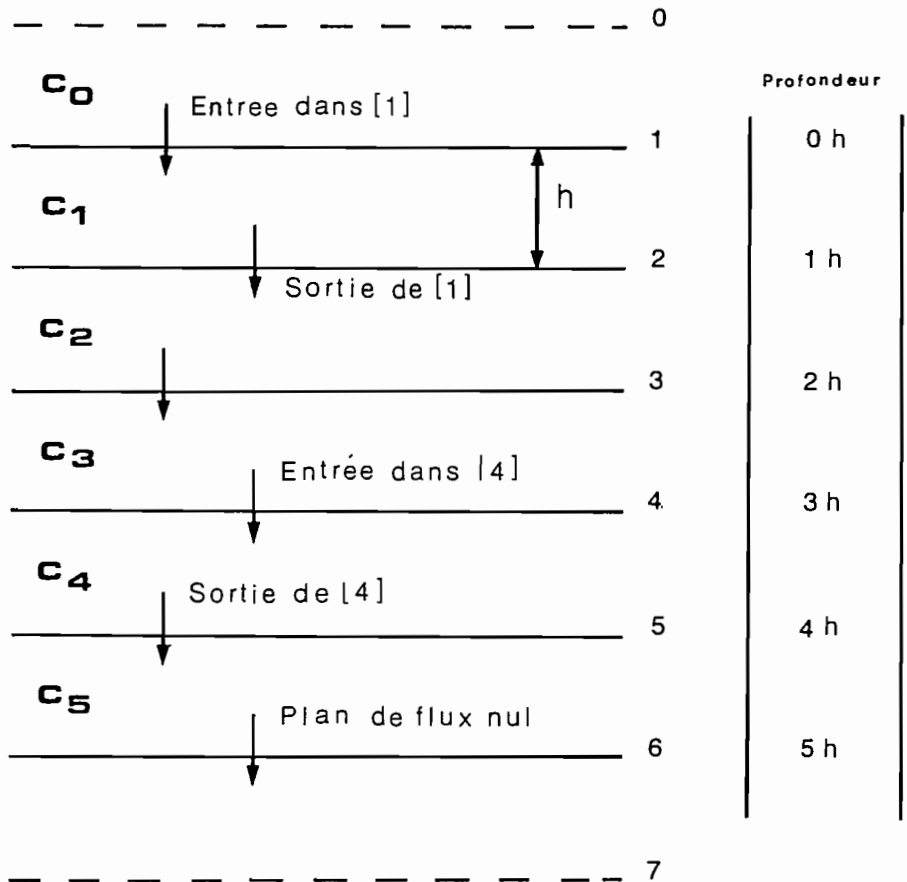 0
Profondeur
C0
Entree dans [1]
1
0 h
h
C1
2
1 h
Sortie de [1]
C2
3
2 h
C3
Entrée dans [4]
4
3 h
C4
Sortie de [4]
5
4 h
C5
Plan de flux nul
6
5 h
7